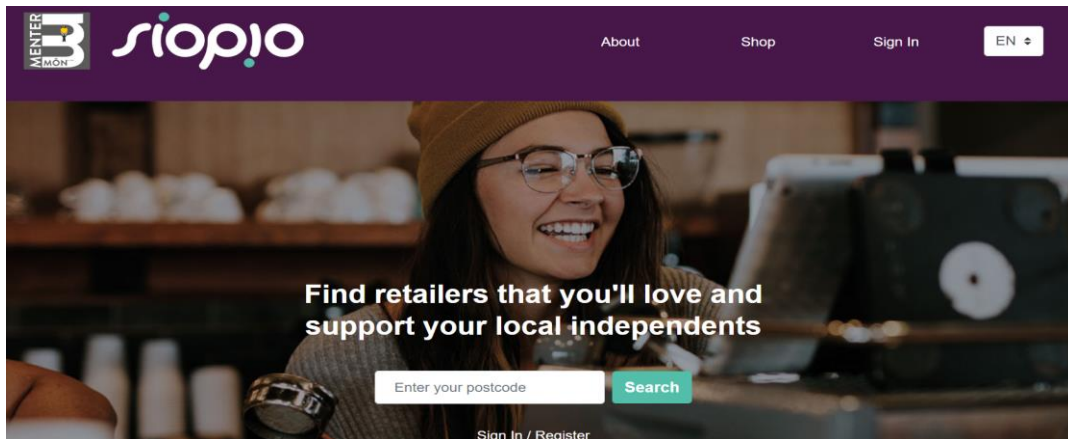 MENTER
MÔN
siopio
About
Shop
Sign In
EN
Find retailers that you'll love and
support your local independents
Enter your postcode
Search
Sign In / Register